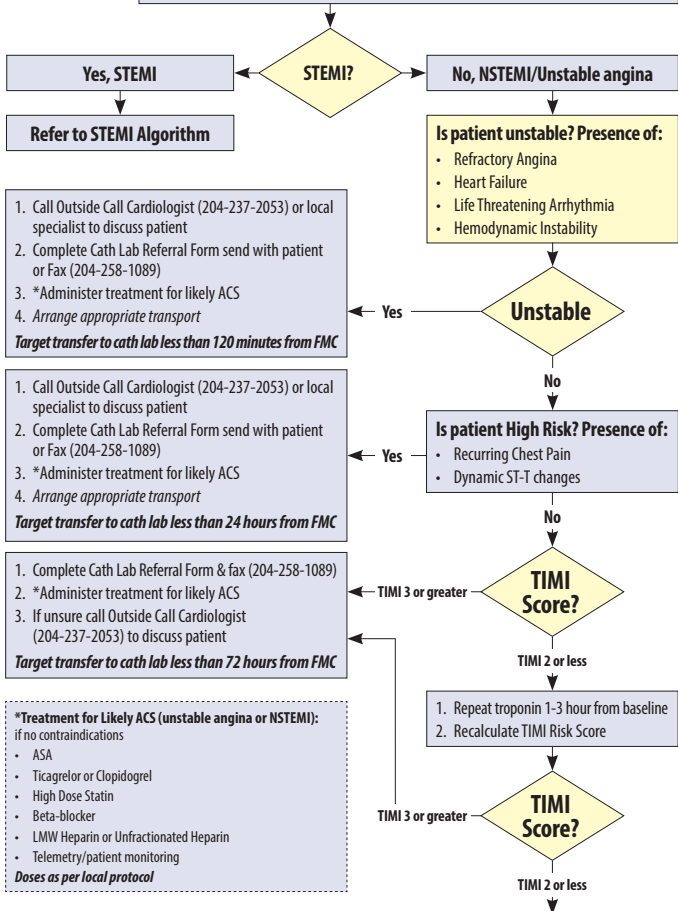 STEMI?
Yes, STEMI
No, NSTEMI/Unstable angina
Refer to STEMI Algorithm
Is patient unstable? Presence of:
• Refractory Angina
• Heart Failure
• Life Threatening Arrhythmia
• Hemodynamic Instability
Unstable
Yes
1. Call Outside Call Cardiologist (204-237-2053) or local
specialist to discuss patient
2. Complete Cath Lab Referral Form send with patient
or Fax (204-258-1089)
3. *Administer treatment for likely ACS
4. Arrange appropriate transport
Target transfer to cath lab less than 120 minutes from FMC
No
Is patient High Risk? Presence of:
• Recurring Chest Pain
• Dynamic ST-T changes
Yes
1. Call Outside Call Cardiologist (204-237-2053) or local
specialist to discuss patient
2. Complete Cath Lab Referral Form send with patient
or Fax (204-258-1089)
3. *Administer treatment for likely ACS
4. Arrange appropriate transport
Target transfer to cath lab less than 24 hours from FMC
No
TIMI
Score?
TIMI 3 or greater
1. Complete Cath Lab Referral Form & fax (204-258-1089)
2. *Administer treatment for likely ACS
3. If unsure call Outside Call Cardiologist
(204-237-2053) to discuss patient
Target transfer to cath lab less than 72 hours from FMC
TIMI 2 or less
1. Repeat troponin 1-3 hour from baseline
2. Recalculate TIMI Risk Score
TIMI
Score?
TIMI 3 or greater
TIMI 2 or less
*Treatment for Likely ACS (unstable angina or NSTEMI):
if no contraindications
• ASA
• Ticagrelor or Clopidogrel
• High Dose Statin
• Beta-blocker
• LMW Heparin or Unfractionated Heparin
• Telemetry/patient monitoring
Doses as per local protocol